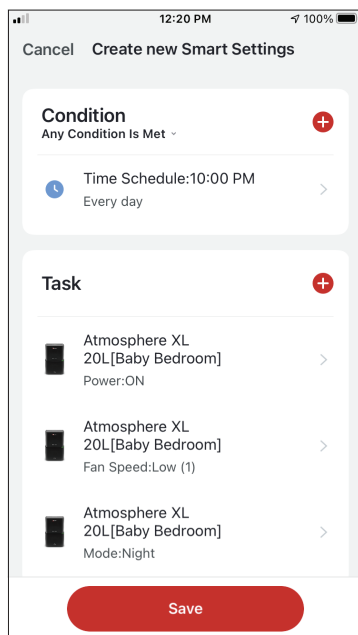 12:20 PM
100%
Cancel Create new Smart Settings
Condition
Any Condition Is Met
Time Schedule:10:00 PM
Every day
Task
Atmosphere XL
20L[Baby Bedroom]
Power:ON
Atmosphere XL
20L[Baby Bedroom]
Fan Speed:Low (1)
Atmosphere XL
20L[Baby Bedroom]
Mode:Night
Save